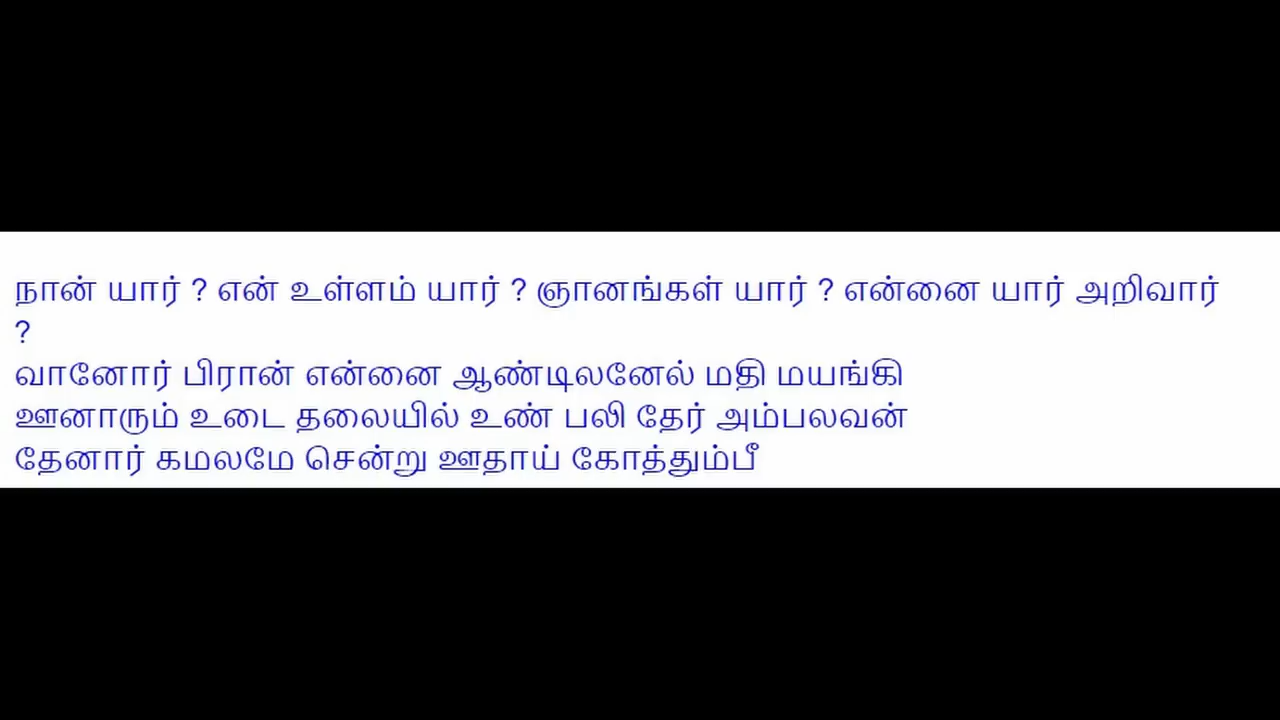 நான் யார் ? என் உள்ளம் யார் ? ஞானங்கள் யார் ? என்னை யார் அறிவார்
?
வானோர் பிரான் என்னை ஆண்டிலனேல் மதி மயங்கி
ஊனாரும் உடை தலையில் உண் பலி தேர் அம்பலவன்
தேனார் கமலமே சென்று ஊதாய் கோத்தும்பீ